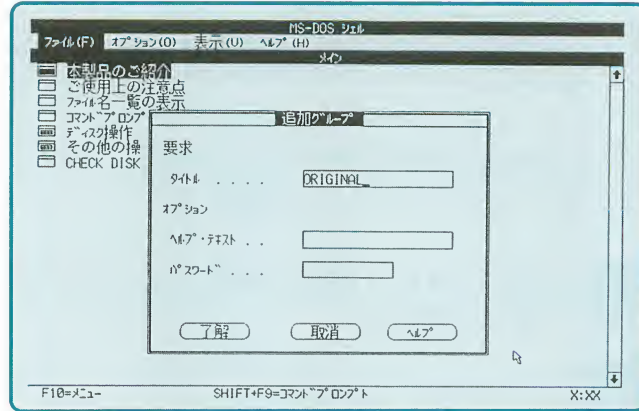 MS-DOS シェル
ファイル(F) オプション(O) 表示(U) ヘルプ(H)
メイン
本製品のご紹介
ご使用上の注意点
ファイル名一覧の表示
コマンドプロンプ
ディスク操作
その他の操
CHECK DISK
追加グループ
要求
タイトル . . . . ORIGINAL_
オプション
ヘルプ・テキスト . .
パスワード . . .
了解 取消 ヘルプ
F10=メニュー SHIFT+F9=コマンドプロンプト X:XX